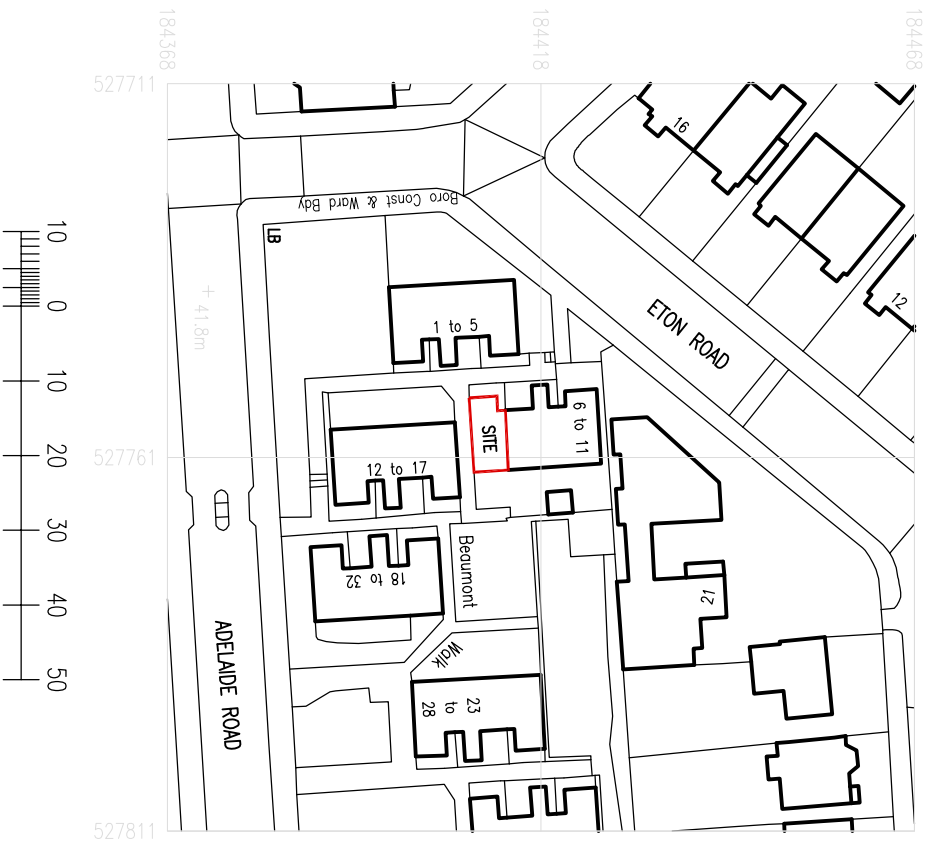 184368
184418
184468
527711
527761
527811
10
0
10
20
30
40
50
16
12
Boro Const & Ward Bdy
LB
+ 41.8m
ETON ROAD
1 to 5
6 to 11
SITE
12 to 17
18 to 32
Beaumont
Walk
21
28 to 23
ADELAIDE ROAD